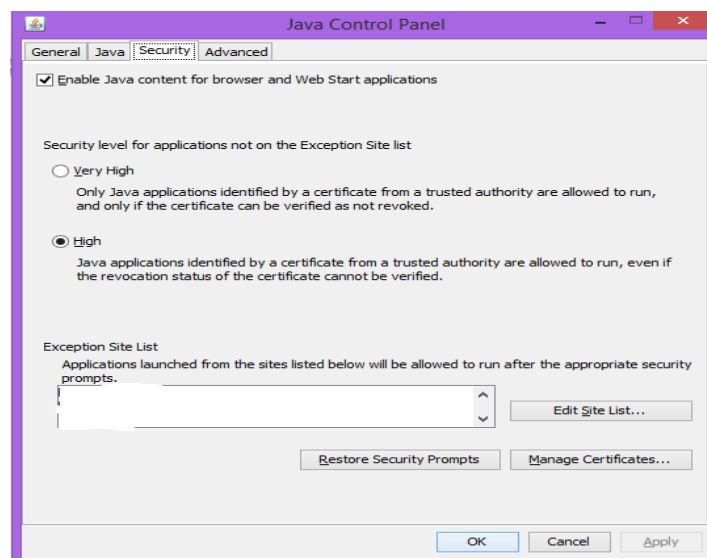 Java Control Panel
General Java Security Advanced
Enable Java content for browser and Web Start applications
Security level for applications not on the Exception Site list
Very High
Only Java applications identified by a certificate from a trusted authority are allowed to run,
and only if the certificate can be verified as not revoked.
High
Java applications identified by a certificate from a trusted authority are allowed to run, even if
the revocation status of the certificate cannot be verified.
Exception Site List
Applications launched from the sites listed below will be allowed to run after the appropriate security
prompts.
Edit Site List...
Restore Security Prompts Manage Certificates...
OK Cancel Apply